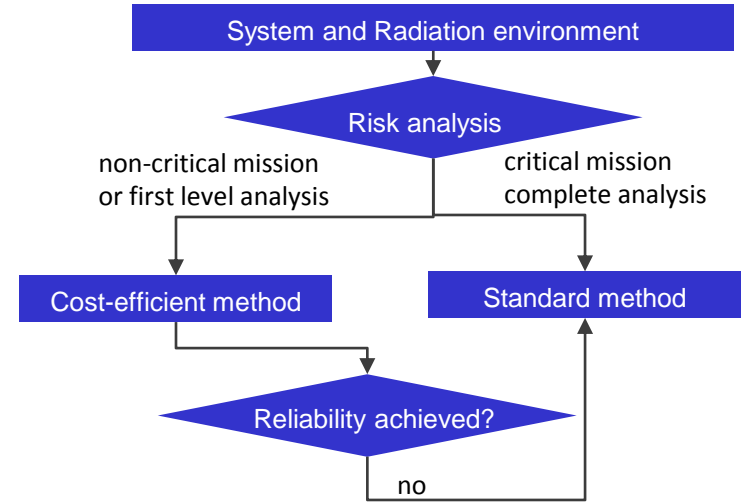 System and Radiation environment
Risk analysis
non-critical mission
or first level analysis
critical mission
complete analysis
Cost-efficient method
Standard method
Reliability achieved?
no